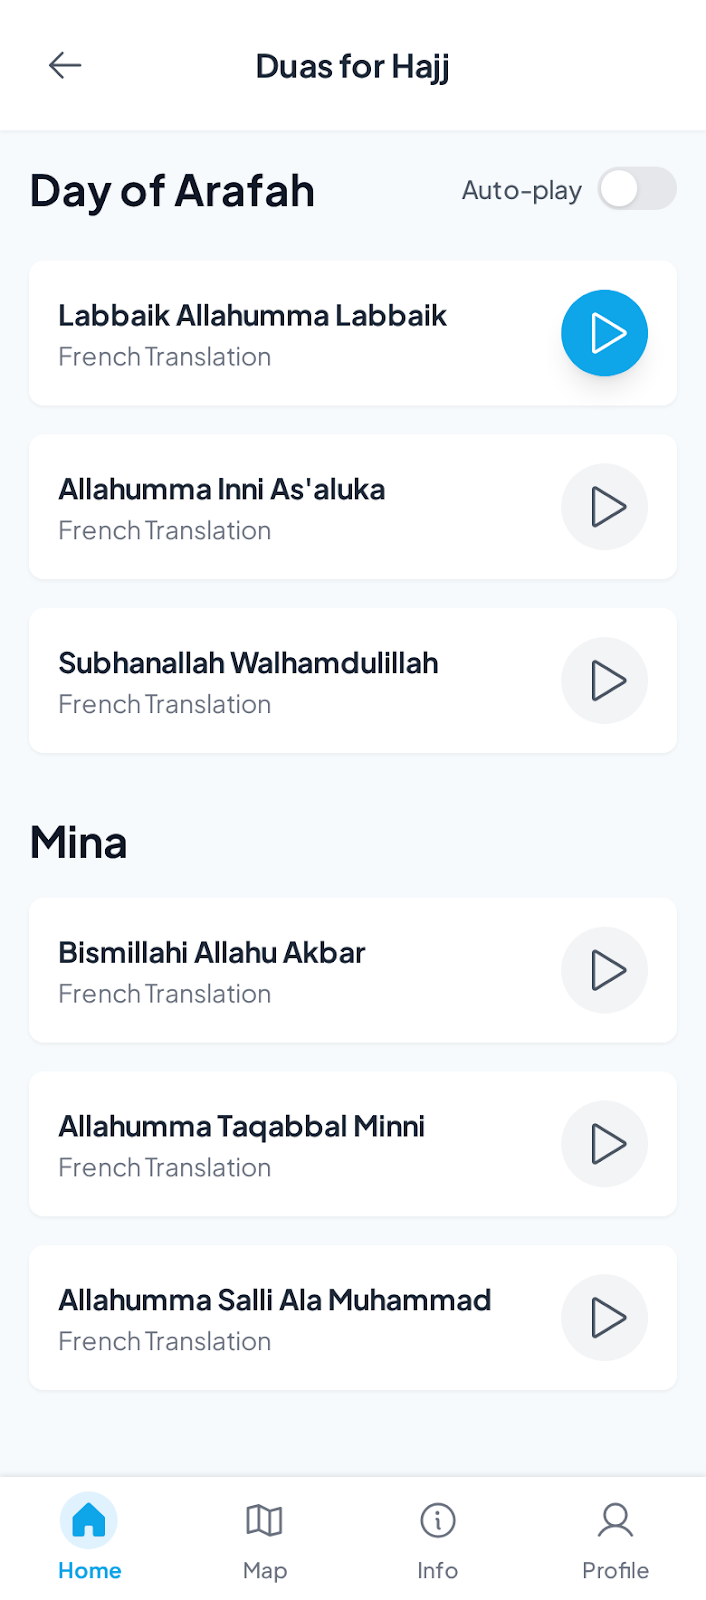 Duas for Hajj
Day of Arafah
Auto-play
Labbaik Allahumma Labbaik
French Translation
Allahumma Inni As'aluka
French Translation
Subhanallah Walhamdulillah
French Translation
Mina
Bismillahi Allahu Akbar
French Translation
Allahumma Taqabbal Minni
French Translation
Allahumma Salli Ala Muhammad
French Translation
Home
Map
Info
Profile